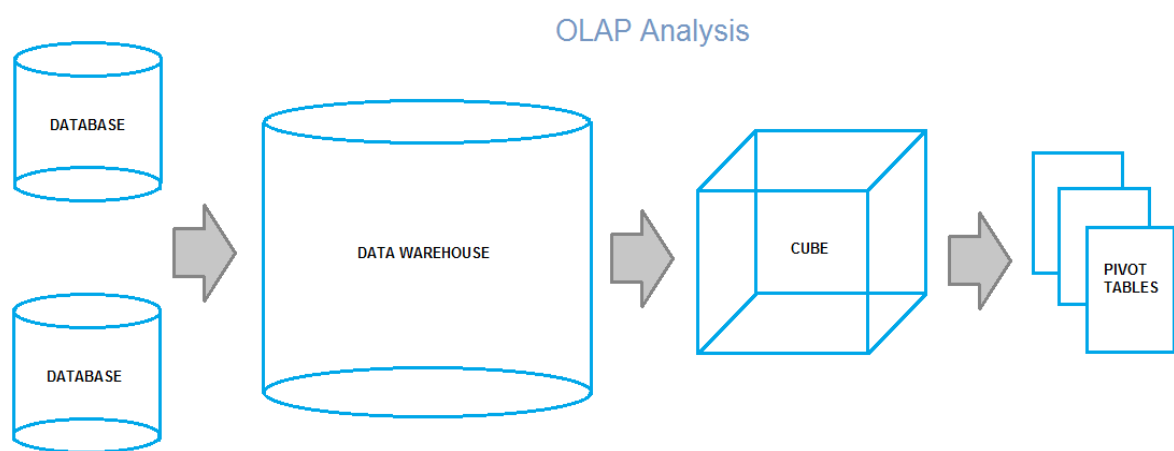 OLAP Analysis
DATABASE
DATABASE
DATA WAREHOUSE
CUBE
PIVOT
TABLES